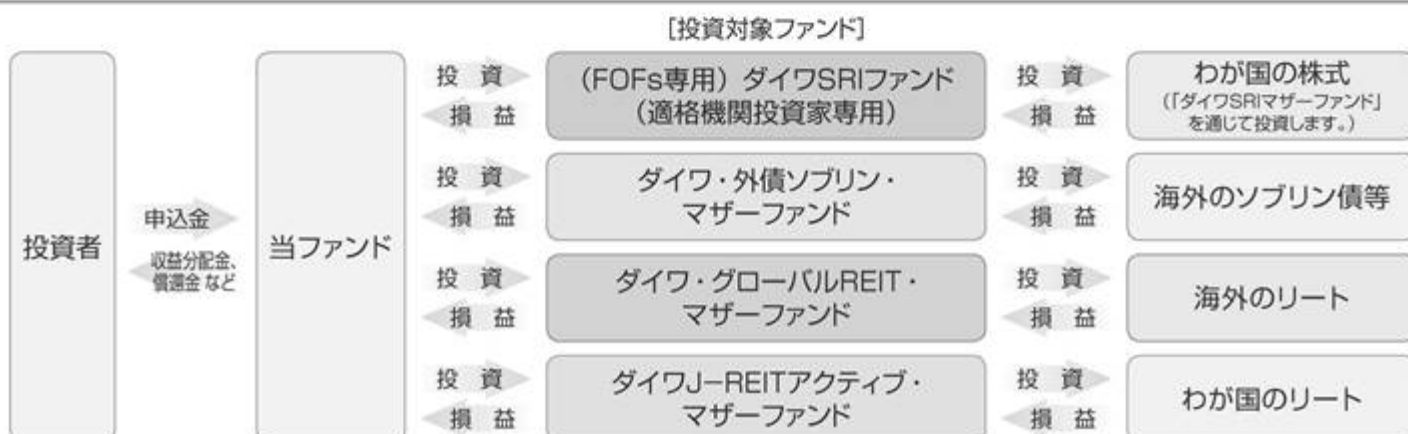 [投資対象ファンド]
投資者
申込金
収益分配金、
償還金 など
当ファンド
投 資
損 益
(FOFs専用) ダイワSRIファンド
(適格機関投資家専用)
投 資
損 益
わが国の株式
(「ダイワSRIマザーファンド」
を通じて投資します。)
投 資
損 益
ダイワ・外債ソブリン・
マザーファンド
投 資
損 益
海外のソブリン債等
投 資
損 益
ダイワ・グローバルREIT・
マザーファンド
投 資
損 益
海外のリート
投 資
損 益
ダイワJ-REITアクティブ・
マザーファンド
投 資
損 益
わが国のリート